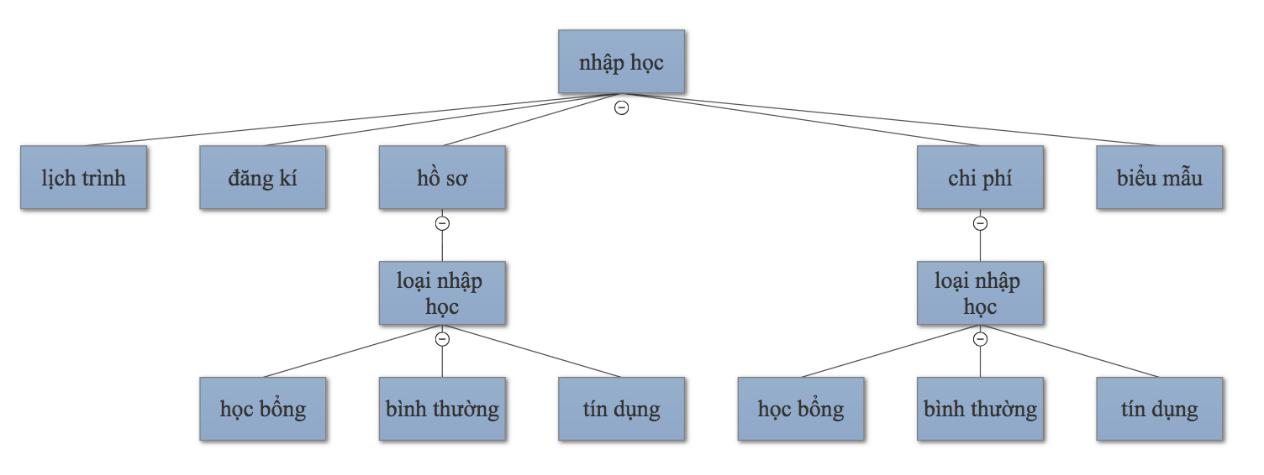 nhập học
lịch trình
đăng kí
hồ sơ
chi phí
biểu mẫu
loại nhập
học
loại nhập
học
học bổng
bình thường
tín dụng
học bổng
bình thường
tín dụng